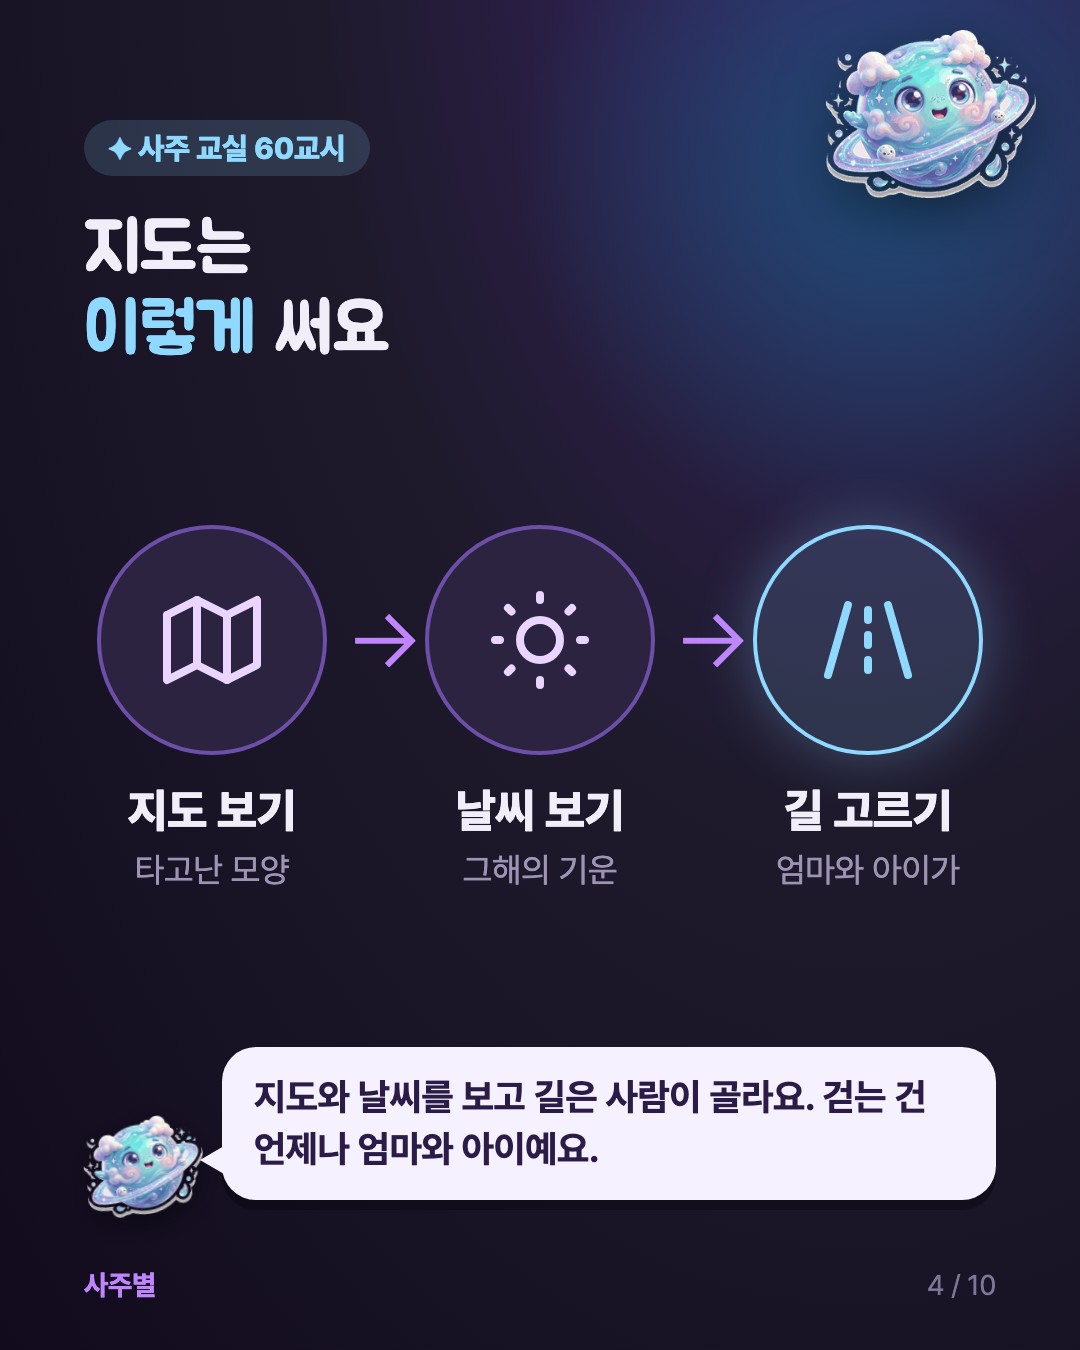 사주 교실 60교시
지도는
이렇게 써요
지도 보기
타고난 모양
날씨 보기
그해의 기운
길 고르기
엄마와 아이가
지도와 날씨를 보고 길은 사람이 골라요. 걷는 건
언제나 엄마와 아이예요.
사주별
4 / 10